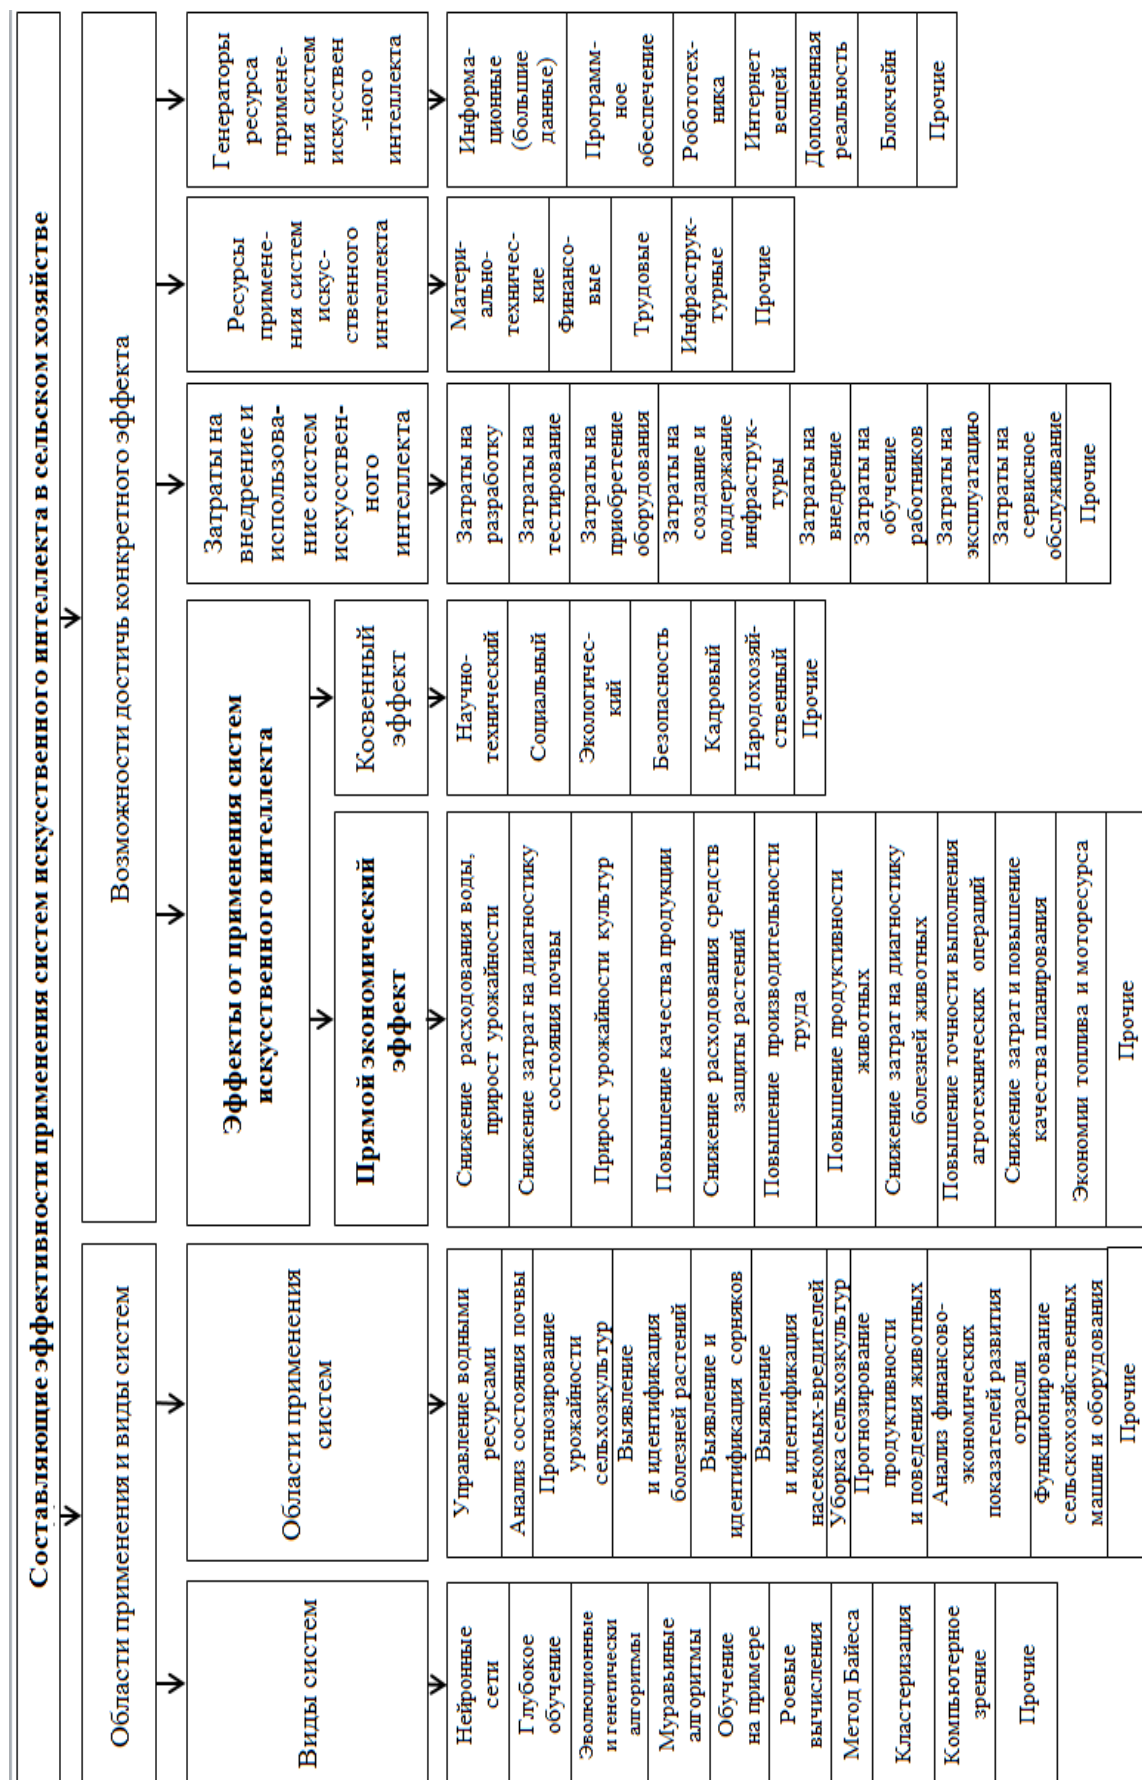 Составляющие эффективности применения систем искусственного интеллекта в сельском хозяйстве
Области применения и виды систем
Возможности достичь конкретного эффекта
Виды систем
Нейронные
сети
Глубокое
обучение
Эволюционные
и генетически
алгоритмы
Муравьиные
алгоритмы
Обучение
на примере
Роевые
вычисления
Метод Байеса
Кластеризация
Компьютерное
зрение
Прочие
Области применения
систем
Управление водными
ресурсами
Анализ состояния почвы
Прогнозирование
урожайности
сельхозкультур
Выявление
и идентификация
болезней растений
Выявление и
идентификация сорняков
Выявление
и идентификация
насекомых-вредителей
Уборка сельхозкультур
Прогнозирование
продуктивности
и поведения животных
Анализ финансово-
экономических
показателей развития
отрасли
Функционирование
сельскохозяйственных
машин и оборудования
Прочие
Эффекты от применения систем
искусственного интеллекта
Прямой экономический
эффект
Снижение расходования воды,
прирост урожайности
Снижение затрат на диагностику
состояния почвы
Прирост урожайности культур
Повышение качества продукции
Снижение расходования средств
защиты растений
Повышение производительности
труда
Повышение продуктивности
животных
Снижение затрат на диагностику
болезней животных
Повышение точности выполнения
агротехнических операций
Снижение затрат и повышение
качества планирования
Экономии топлива и моторесурса
Прочие
Косвенный
эффект
Научно-
технический
Социальный
Экологичес-
кий
Безопасность
Кадровый
Народохозяй-
ственный
Прочие
Затраты на
внедрение и
использова-
ние систем
искусствен-
ного
интеллекта
Затраты на
разработку
Затраты на
тестирование
Затраты на
приобретение
оборудования
Затраты на
создание и
поддержание
инфраструк-
туры
Затраты на
внедрение
Затраты на
обучение
работников
Затраты на
эксплуатацию
Затраты на
сервисное
обслуживание
Прочие
Ресурсы
примене-
ния систем
искус-
ственного
интеллекта
Матери-
ально-
техничес-
кие
Финансо-
вые
Трудовые
Инфраструк-
турные
Прочие
Генераторы
ресурса
примене-
ния систем
искусствен
-ного
интеллекта
Информа-
ционные
(большие
данные)
Программ-
ное
обеспечение
Робототех-
ника
Интернет
вещей
Дополненная
реальность
Блокчейн
Прочие